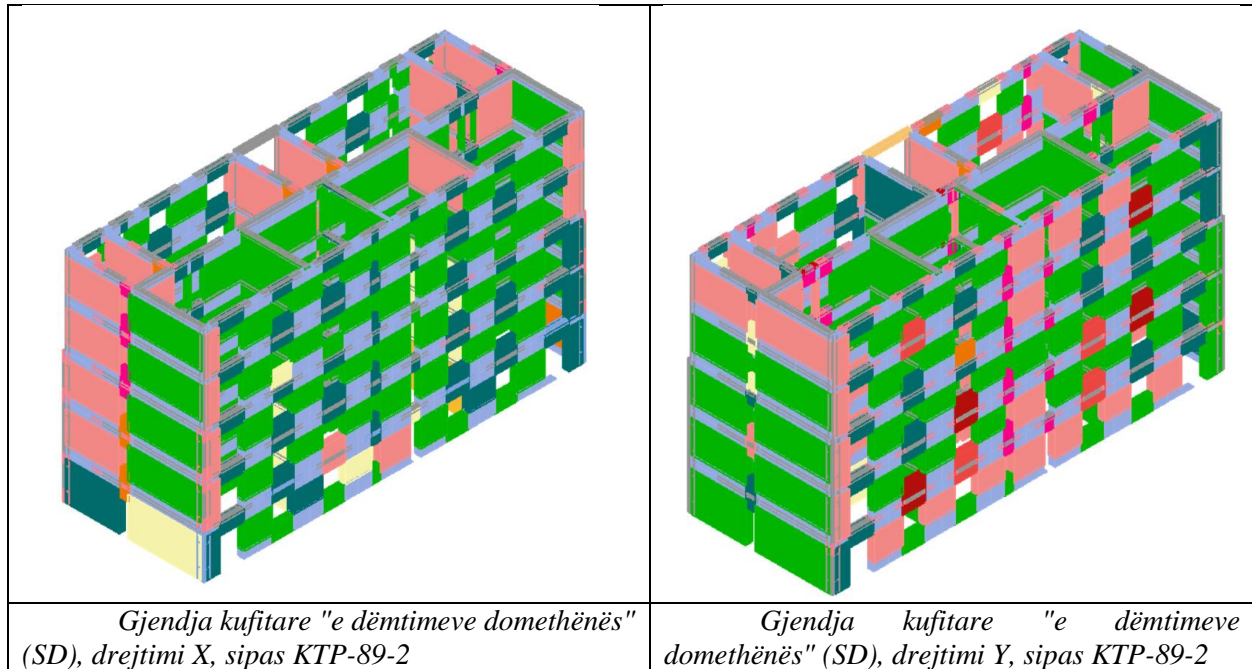 Gjendja kufitare "e dëmtimeve domethënës"
(SD), drejtimi X, sipas KTP-89-2
Gjendja kufitare "e dëmtimeve
domethënës" (SD), drejtimi Y, sipas KTP-89-2